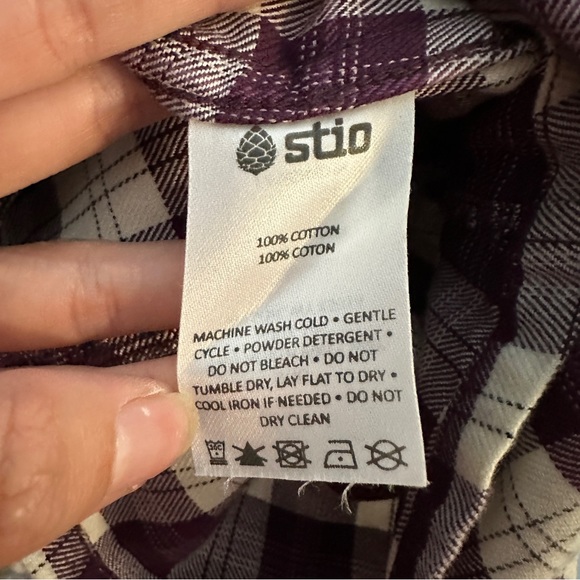 stio
100% COTTON
100% COTON
MACHINE WASH COLD • GENTLE
CYCLE • POWDER DETERGENT •
DO NOT BLEACH • DO NOT
TUMBLE DRY, LAY FLAT TO DRY •
COOL IRON IF NEEDED • DO NOT
DRY CLEAN